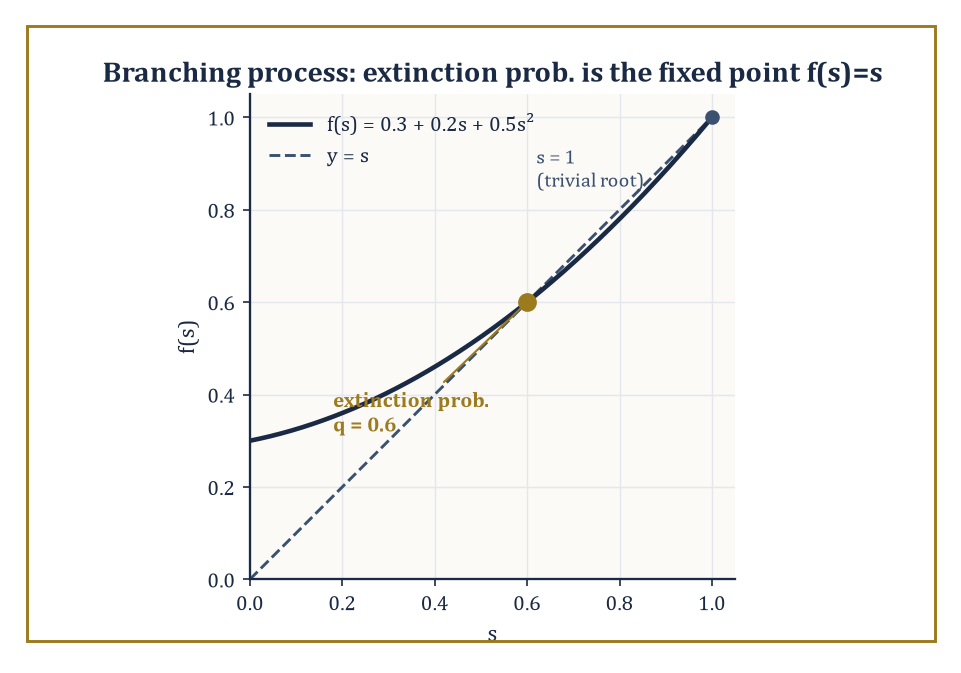 Branching process: extinction prob. is the fixed point f(s)=s
f(s) = 0.3 + 0.2s + 0.5s²
y = s
s = 1
(trivial root)
extinction prob.
q = 0.6
f(s)
1.0
0.8
0.6
0.4
0.2
0.0
0.0 0.2 0.4 0.6 0.8 1.0
s